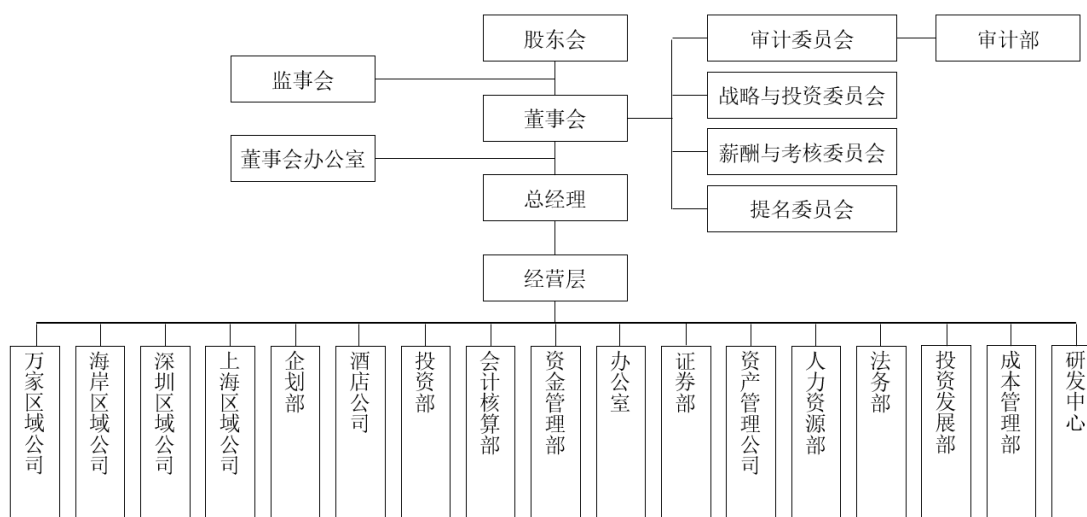 股东会
审计委员会
审计部
监事会
战略与投资委员会
董事会
董事会办公室
薪酬与考核委员会
总经理
提名委员会
经营层
万家区域公司
海岸区域公司
深圳区域公司
上海区域公司
企划部
酒店公司
投资部
会计核算部
资金管理部
办公室
证券部
资产管理公司
人力资源部
法务部
投资发展部
成本管理部
研发中心